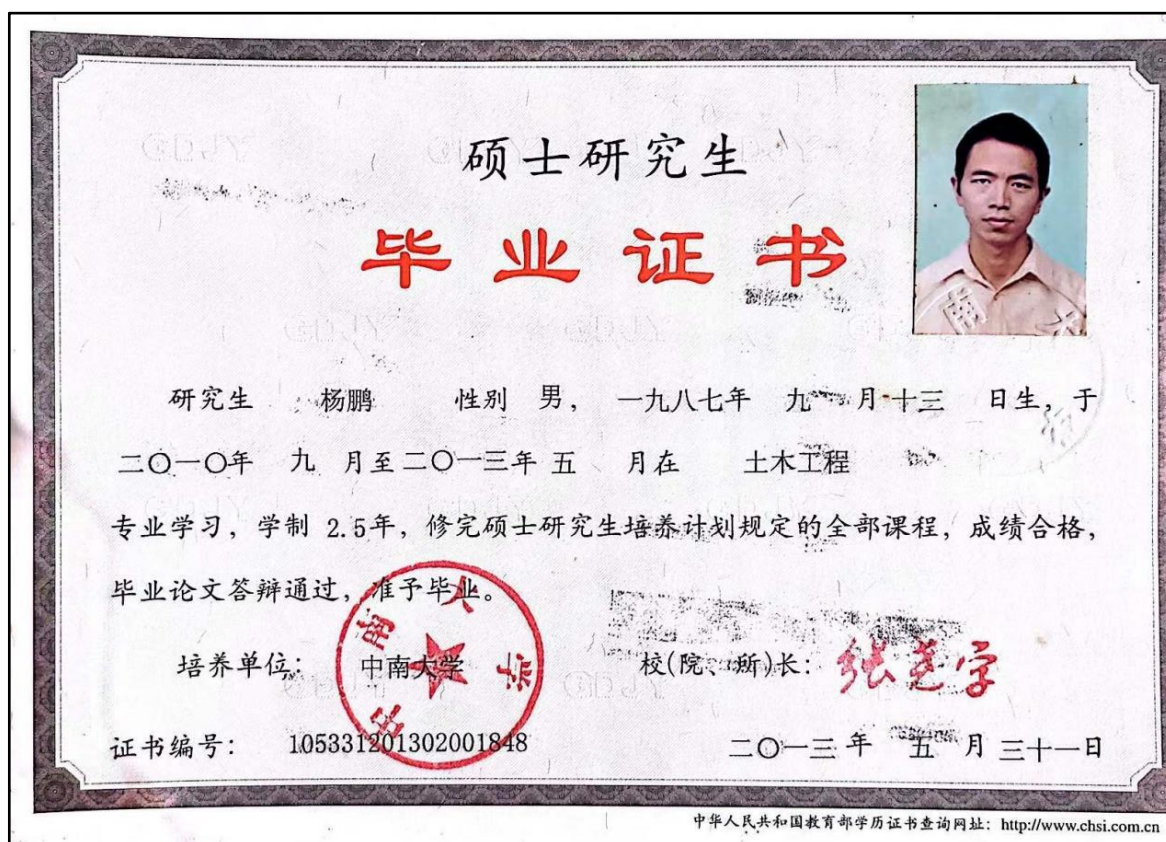 硕士研究生
毕业证书
研究生 杨鹏 性别 男， 一九八七年 九 月 十三 日生，于
二〇一〇年 九 月至二〇一三年 五 月在 土木工程
专业学习，学制 2.5年，修完硕士研究生培养计划规定的全部课程，成绩合格，
毕业论文答辩通过，准予毕业。
培养单位： 中南大学 校(院、所)长： 张尧学
中南大学
证书编号： 105331201302001848 二〇一三 年 五 月 三十一日
中华人民共和国教育部学历证书查询网址：http://www.chsi.com.cn